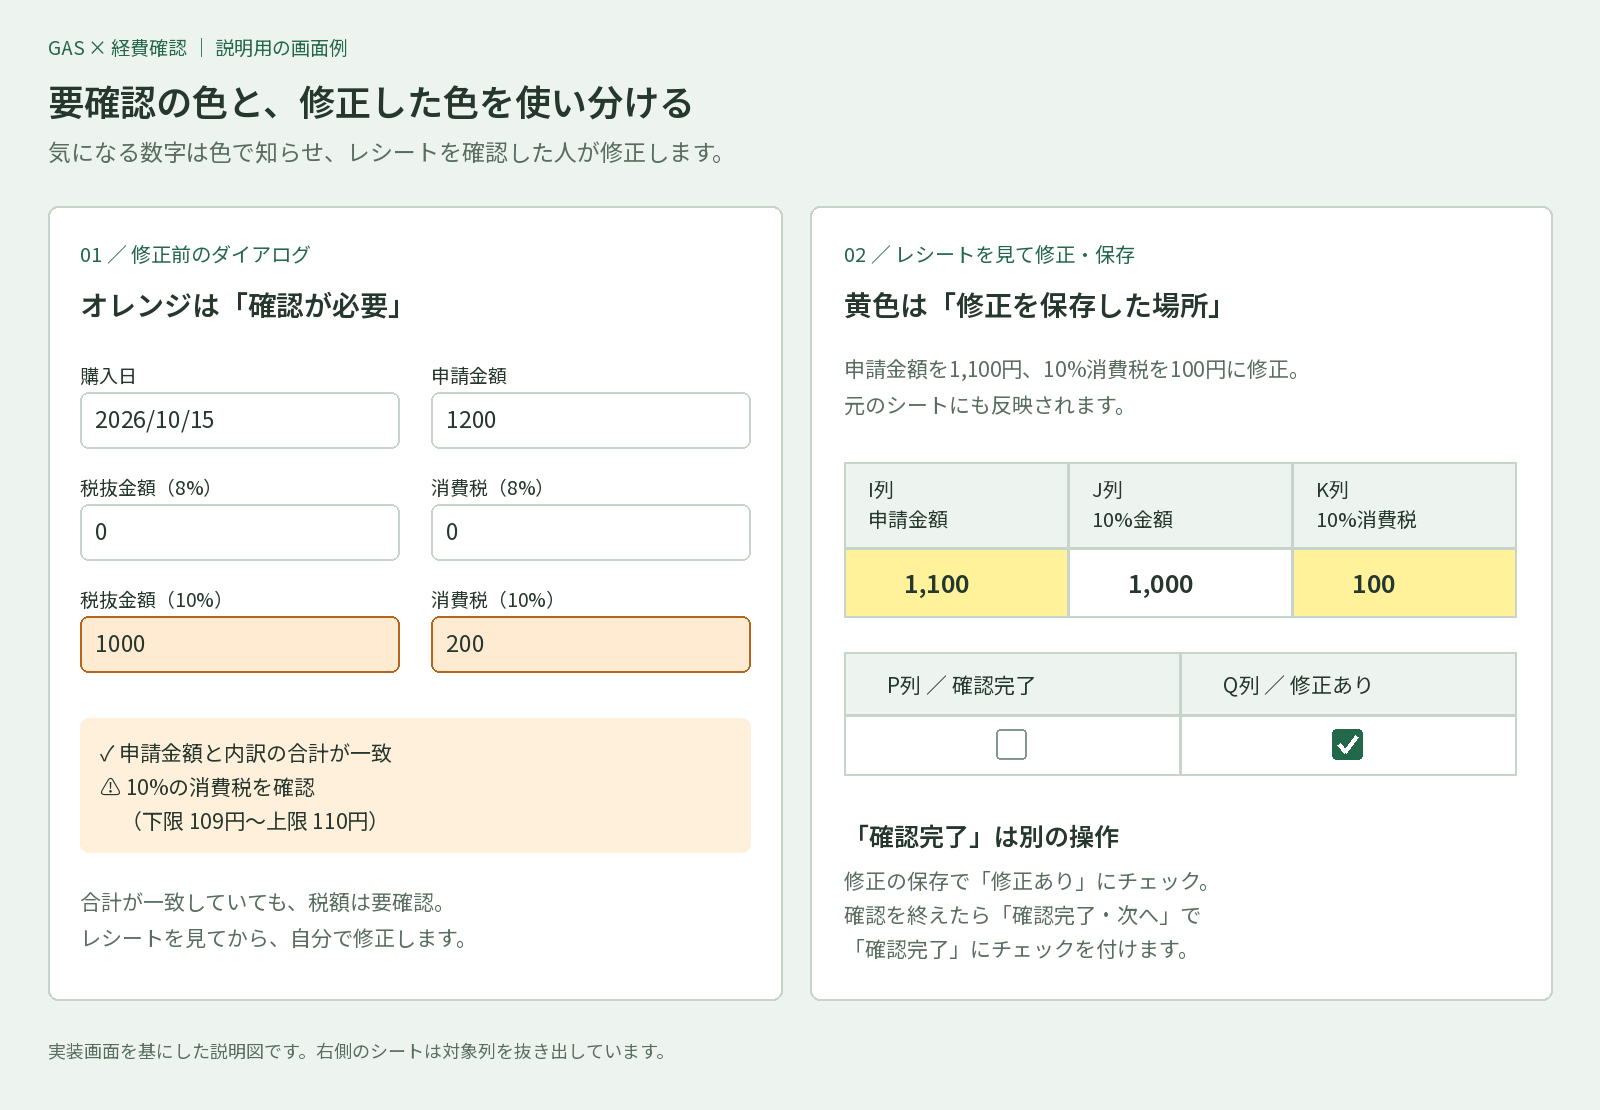 GAS × 経費確認 ｜ 説明用の画面例
要確認の色と、修正した色を使い分ける
気になる数字は色で知らせ、レシートを確認した人が修正します。
01 ／ 修正前のダイアログ
オレンジは「確認が必要」
購入日
申請金額
2026/10/15
1200
税抜金額（8%）
消費税（8%）
0
0
税抜金額（10%）
消費税（10%）
1000
200
✓ 申請金額と内訳の合計が一致
⚠ 10%の消費税を確認
（下限 109円〜上限 110円）
合計が一致していても、税額は要確認。
レシートを見てから、自分で修正します。
02 ／ レシートを見て修正・保存
黄色は「修正を保存した場所」
申請金額を1,100円、10%消費税を100円に修正。
元のシートにも反映されます。
I列
申請金額
J列
10%金額
K列
10%消費税
1,100
1,000
100
P列 ／ 確認完了
Q列 ／ 修正あり
「確認完了」は別の操作
修正の保存で「修正あり」にチェック。
確認を終えたら「確認完了・次へ」で
「確認完了」にチェックを付けます。
実装画面を基にした説明図です。右側のシートは対象列を抜き出しています。